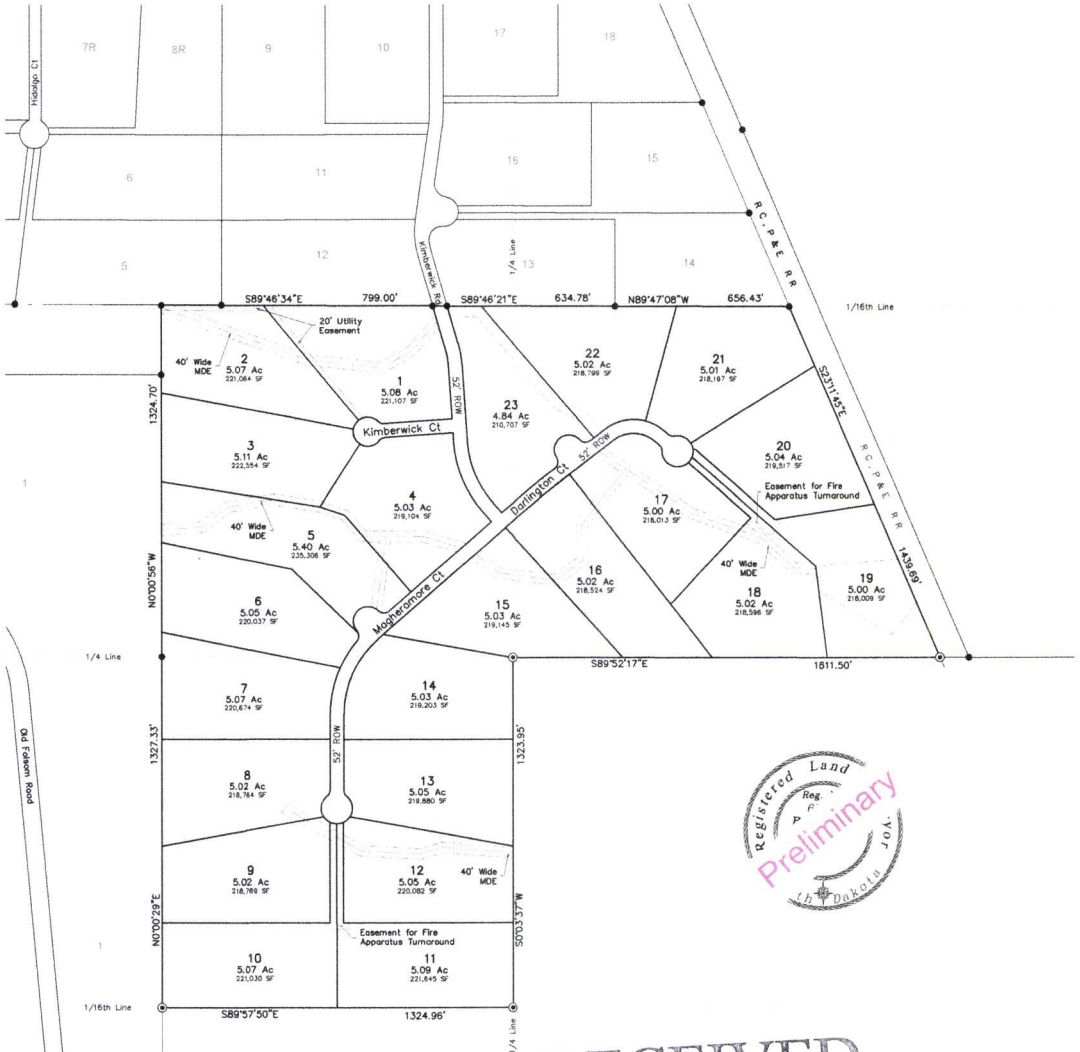 17
18
7R
8R
9
10
Hidalgo Ct
16
15
6
11
R C , P & E R R
5
12
Kimberwick Rd
1/4 Line
13
14
S89°46'34"E 799.00'
S89°46'21"E 634.78'
N89°47'08"W 656.43'
1/16th Line
20' Utility
Easement
40' Wide
MDE
2
5.07 Ac
221,064 SF
1
5.08 Ac
221,107 SF
22
5.02 Ac
218,799 SF
21
5.01 Ac
218,197 SF
S23°11'45"E
1324.70'
52' ROW
23
4.84 Ac
210,707 SF
Kimberwick Ct
3
5.11 Ac
222,554 SF
52' ROW
20
5.04 Ac
219,517 SF
R C , P & E R R
Darlington Ct
4
5.03 Ac
219,104 SF
1
Easement for Fire
Apparatus Turnaround
17
5.00 Ac
218,013 SF
40' Wide
MDE
5
5.40 Ac
235,306 SF
1439.69'
40' Wide
MDE
16
5.02 Ac
218,524 SF
N0°00'56"W
Magheramore Ct
6
5.05 Ac
220,037 SF
15
5.03 Ac
219,145 SF
18
5.02 Ac
218,596 SF
19
5.00 Ac
218,009 SF
1/4 Line
S89°52'17"E 1611.50'
7
5.07 Ac
220,674 SF
14
5.03 Ac
219,203 SF
Old Folsom Road
1327.33'
52' ROW
1323.95'
8
5.02 Ac
218,764 SF
13
5.05 Ac
219,880 SF
Registered Land
Reg.
Preliminary
yor
th Dakota
9
5.02 Ac
218,769 SF
12
5.05 Ac
220,082 SF
40' Wide
MDE
N0°00'29"E
S0°03'37"W
Easement for Fire
Apparatus Turnaround
1
10
5.07 Ac
221,030 SF
11
5.09 Ac
221,645 SF
1/16th Line
S89°57'50"E 1324.96'
1/4 Line